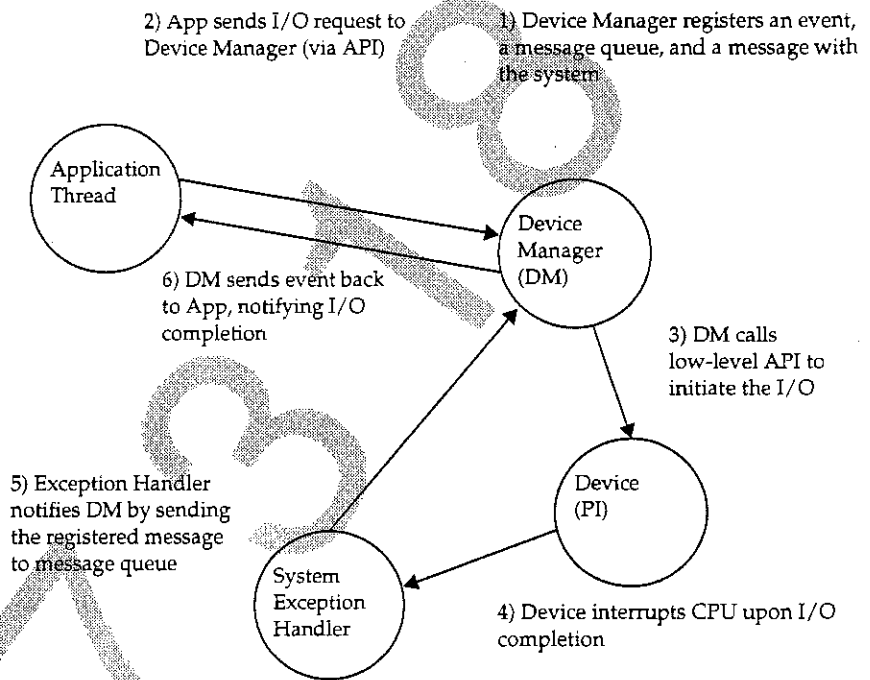 2) App sends I/O request to
Device Manager (via API)
1) Device Manager registers an event,
a message queue, and a message with
the system
Application
Thread
Device
Manager
(DM)
6) DM sends event back
to App, notifying I/O
completion
3) DM calls
low-level API to
initiate the I/O
5) Exception Handler
notifies DM by sending
the registered message
to message queue
Device
(PI)
System
Exception
Handler
4) Device interrupts CPU upon I/O
completion